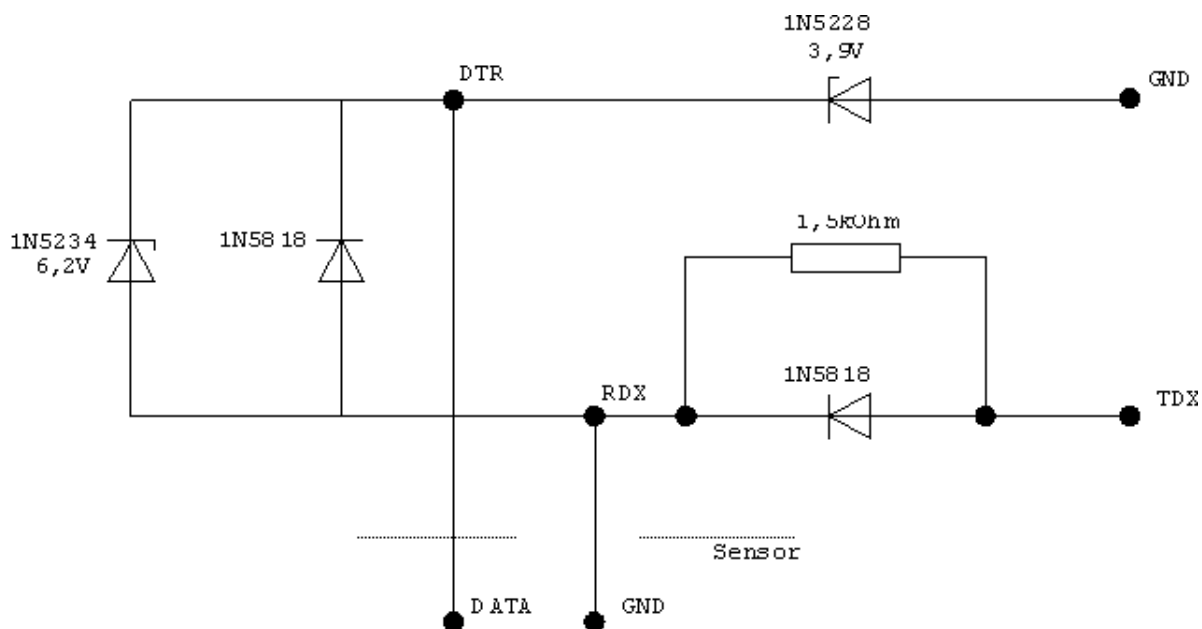 1N5228
3,9V
DTR
GND
1,5kOhm
1N5234
6,2V
1N5818
1N5818
RDX
TDX
Sensor
DATA
GND